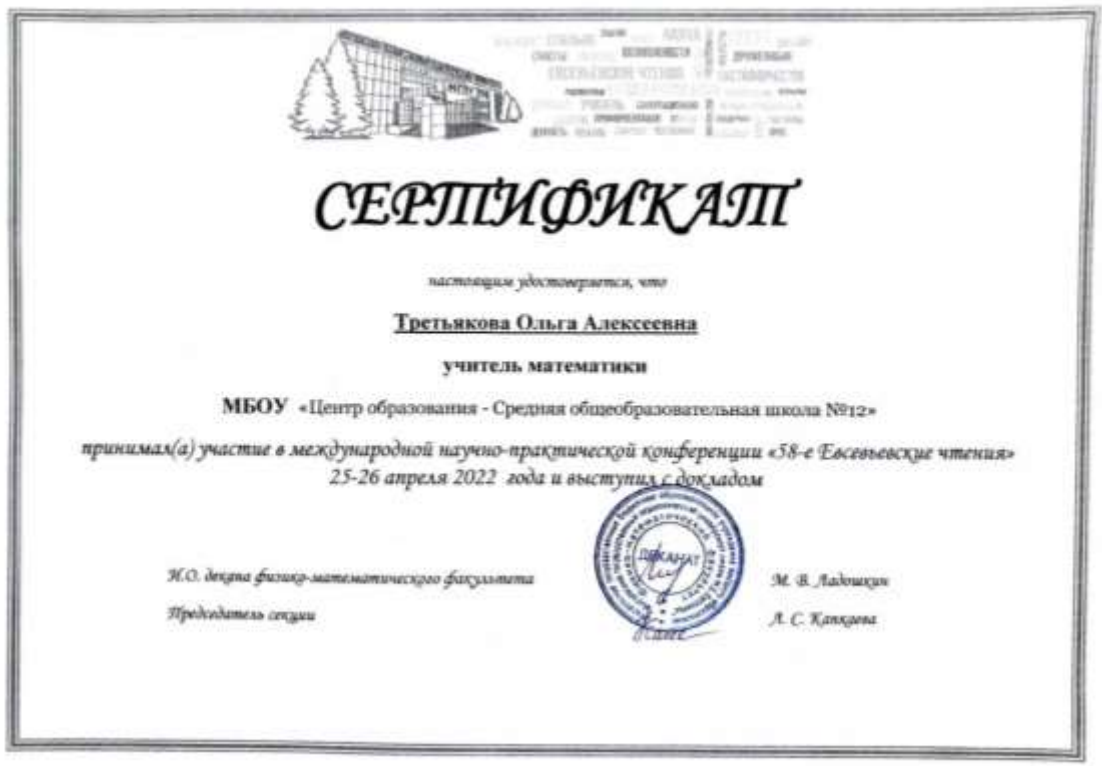 СЕРТИФИКАТ
настоящим удостоверяется, что
Третьякова Ольга Алексеевна
учитель математики
МБОУ «Центр образования - Средняя общеобразовательная школа №12»
принимал(а) участие в международной научно-практической конференции «58-е Евсевьевские чтения»
25-26 апреля 2022 года и выступил с докладом
ДЕКАНАТ
И.О. декана физико-математического факультета
М. В. Ладошкин
Председатель секции
Л. С. Капкаева